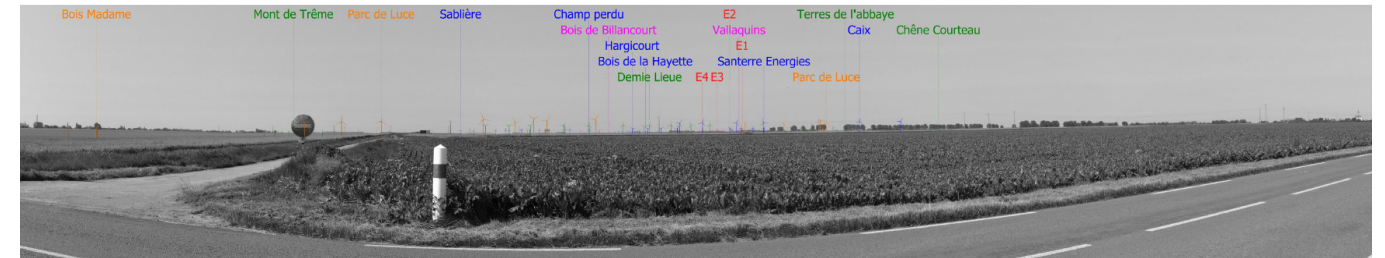 Bois Madame Mont de Trême Parc de Luce Sablière Champ perdu E2 Terres de l'abbaye
Bois de Billancourt Vallaquins Caix Chêne Courteau
Hargicourt E1
Bois de la Hayette Santerre Energies
Demie Lieue E4 E3 Parc de Luce